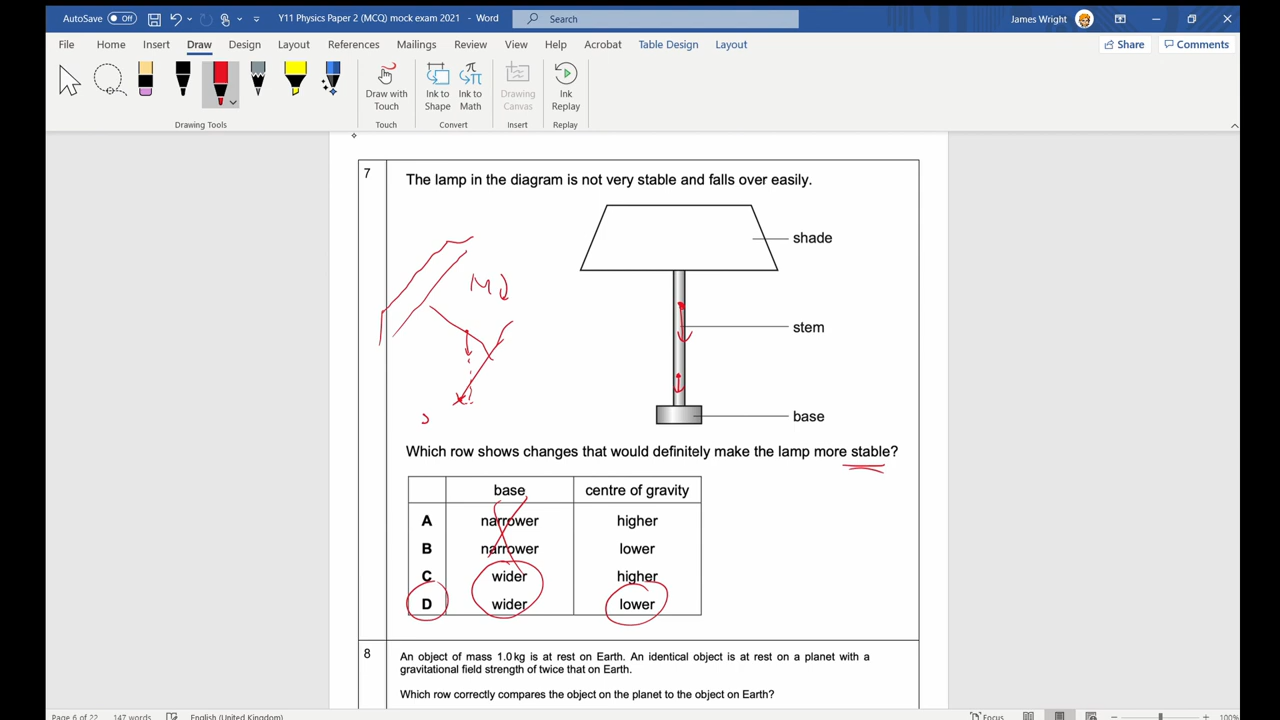 AutoSave Off Y11 Physics Paper 2 (MCQ) mock exam 2021 - Word Search James Wright
File Home Insert Draw Design Layout References Mailings Review View Help Acrobat Table Design Layout Share Comments
Draw with Touch
Ink to Shape
Ink to Math
Drawing Canvas
Ink Replay
Drawing Tools Touch Convert Insert Replay
7
The lamp in the diagram is not very stable and falls over easily.
shade
stem
base
M
Which row shows changes that would definitely make the lamp more stable?
base centre of gravity
A narrower higher
B narrower lower
C wider higher
D wider lower
8
An object of mass 1.0 kg is at rest on Earth. An identical object is at rest on a planet with a
gravitational field strength of twice that on Earth.
Which row correctly compares the object on the planet to the object on Earth?
Page 6 of 22 147 words English (United Kingdom) Focus 100%